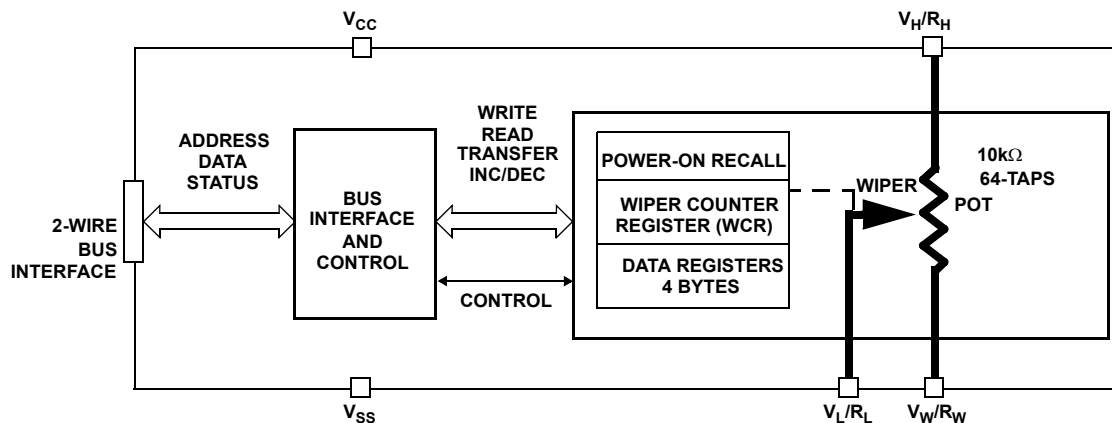 VCC
VH/RH
ADDRESS
DATA
STATUS
WRITE
READ
TRANSFER
INC/DEC
2-WIRE
BUS
INTERFACE
BUS
INTERFACE
AND
CONTROL
CONTROL
POWER-ON RECALL
WIPER COUNTER
REGISTER (WCR)
DATA REGISTERS
4 BYTES
WIPER
10kΩ
64-TAPS
POT
VSS
VL/RL
VW/RW